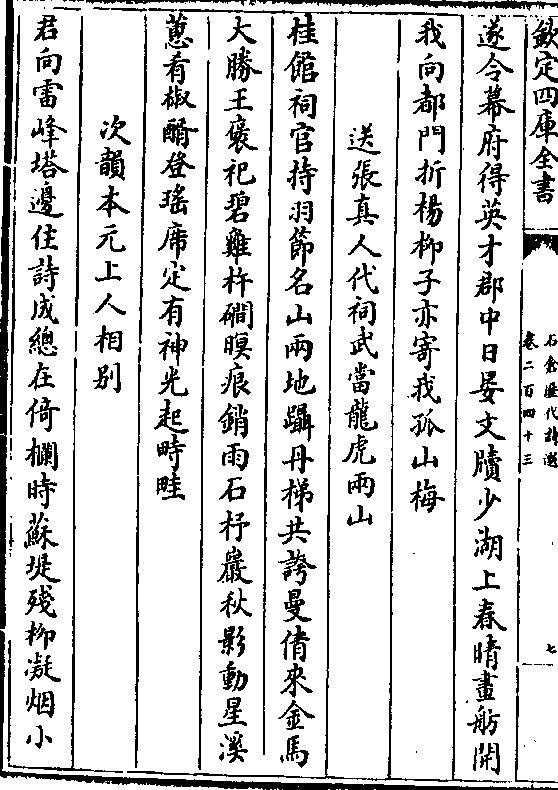 欽定四庫全書
石倉歷代詩選
卷二百四十三
七
遂令幕府得英才郡中日晏文牘少湖上春晴畫舫開
我向都門折楊柳子亦寄我孤山梅
送張真人代祠武當龍虎兩山
桂館祠官持羽節名山兩地躡丹梯共誇曼倩來金馬
大勝王褒祀碧雞杵磵暝痕銷雨石杼巖秋影動星溪
蕙肴椒醑登瑤席定有神光起畤畦
次韻本元上人相别
君向雷峰塔邊住詩成總在倚欄時蘇堤殘柳凝烟小